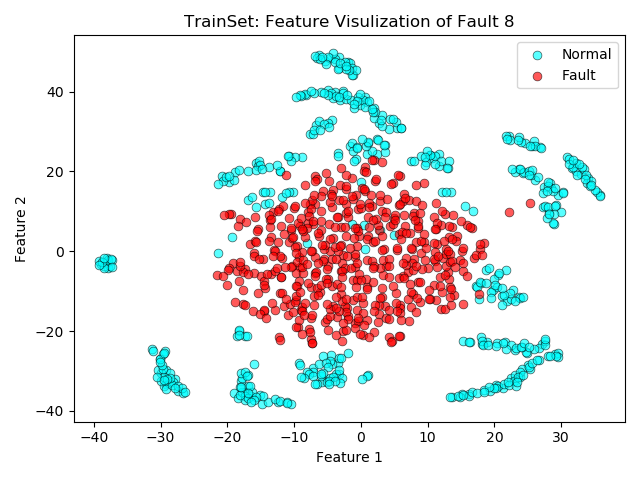 TrainSet: Feature Visulization of Fault 8
Normal
Fault
40
20
0
−20
−40
Feature 2
−40 −30 −20 −10 0 10 20 30
Feature 1